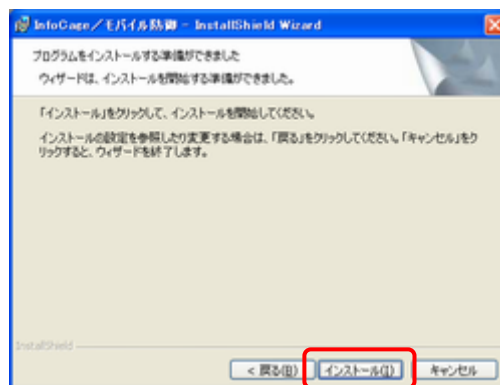 InfoCage／モバイル防御 - InstallShield Wizard
プログラムをインストールする準備ができました
ウィザードは、インストールを開始する準備ができました。
「インストール」をクリックして、インストールを開始してください。
インストールの設定を参照したり変更する場合は、「戻る」をクリックしてください。「キャンセル」をク
リックすると、ウィザードを終了します。
InstallShield
< 戻る(B)
インストール(I)
キャンセル